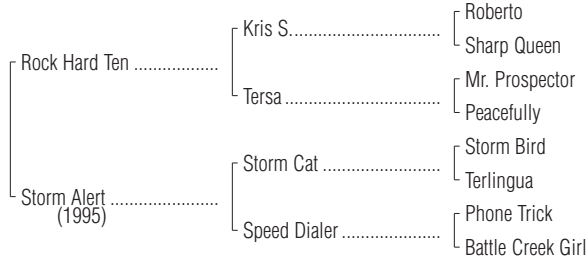 Roberto
Kris S.
Sharp Queen
Rock Hard Ten
Mr. Prospector
Tersa
Peacefully
Storm Bird
Storm Cat
Terlingua
Storm Alert
(1995)
Phone Trick
Speed Dialer
Battle Creek Girl